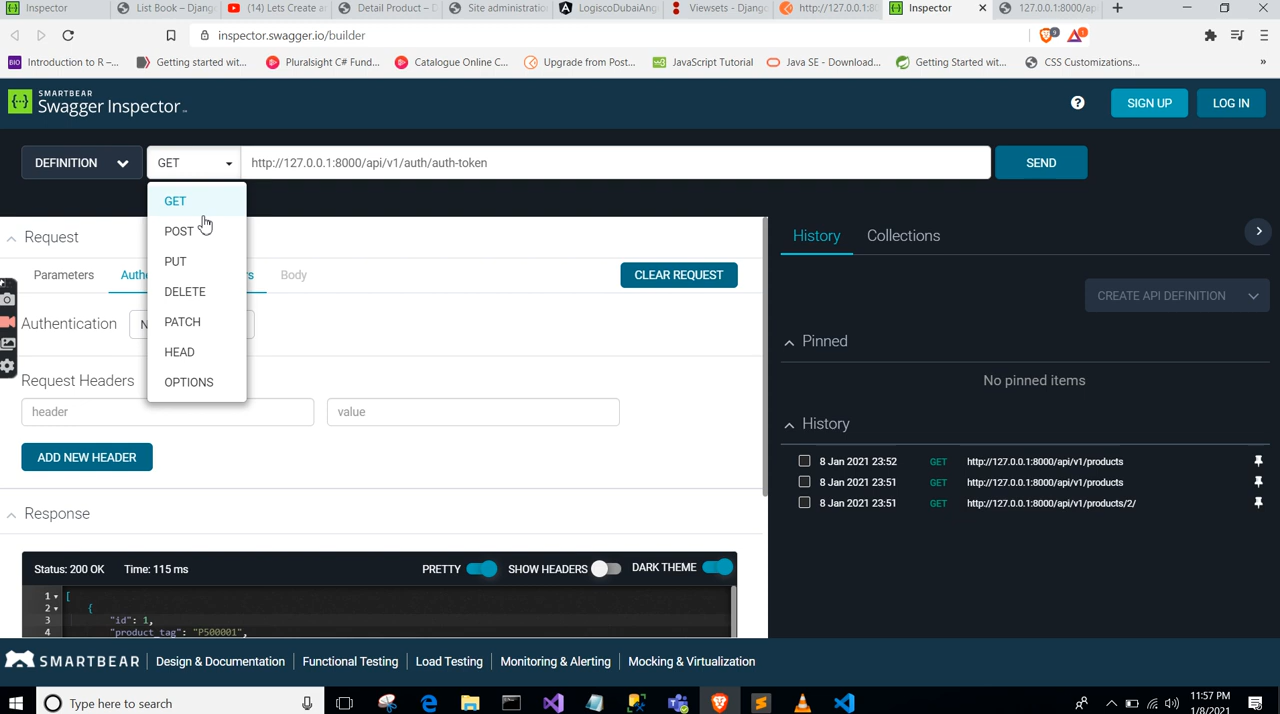 Inspector
List Book – Djang
(14) Lets Create a
Detail Product – D
Site administratio
LogiscoDubaiAng
Viewsets - Djang
http://127.0.0.1:80
Inspector
127.0.0.1:8000/ap
inspector.swagger.io/builder
9
1
BIO Introduction to R –...
Getting started wit...
Pluralsight C# Fund...
Catalogue Online C...
Upgrade from Post...
JavaScript Tutorial
Java SE - Download...
Getting Started wit...
CSS Customizations...
»
SMARTBEAR
Swagger Inspector
SIGN UP
LOG IN
DEFINITION
GET
http://127.0.0.1:8000/api/v1/auth/auth-token
SEND
GET
POST
PUT
DELETE
PATCH
HEAD
OPTIONS
Request
Parameters
Authe
s
Body
CLEAR REQUEST
Authentication
N
Request Headers
header
value
ADD NEW HEADER
Response
Status: 200 OK
Time: 115 ms
PRETTY
SHOW HEADERS
DARK THEME
1 [
2 {
3 "id": 1,
4 "product_tag": "P500001",
History
Collections
CREATE API DEFINITION
Pinned
No pinned items
History
8 Jan 2021 23:52 GET http://127.0.0.1:8000/api/v1/products
8 Jan 2021 23:51 GET http://127.0.0.1:8000/api/v1/products
8 Jan 2021 23:51 GET http://127.0.0.1:8000/api/v1/products/2/
SMARTBEAR
Design & Documentation
Functional Testing
Load Testing
Monitoring & Alerting
Mocking & Virtualization
Type here to search
11:57 PM
1/8/2021